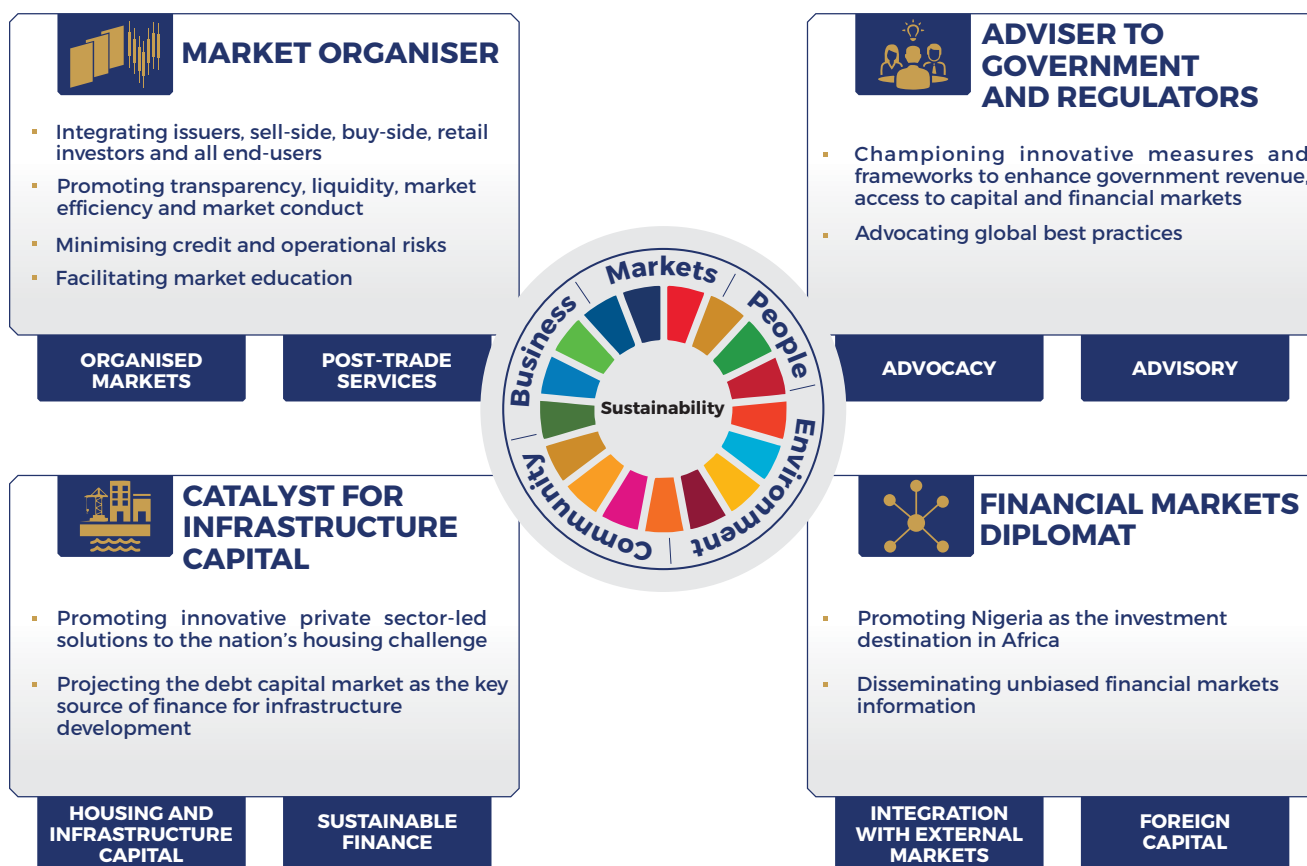 MARKET ORGANISER
Integrating issuers, sell-side, buy-side, retail
investors and all end-users
Promoting transparency, liquidity, market
efficiency and market conduct
Minimising credit and operational risks
Facilitating market education
ORGANISED
MARKETS
POST-TRADE
SERVICES
ADVISER TO
GOVERNMENT
AND REGULATORS
Championing innovative measures and
frameworks to enhance government revenue,
access to capital and financial markets
Advocating global best practices
ADVOCACY
ADVISORY
Markets
People
Environment
Community
Business
Sustainability
CATALYST FOR
INFRASTRUCTURE
CAPITAL
Promoting innovative private sector-led
solutions to the nation's housing challenge
Projecting the debt capital market as the key
source of finance for infrastructure
development
HOUSING AND
INFRASTRUCTURE
CAPITAL
SUSTAINABLE
FINANCE
FINANCIAL MARKETS
DIPLOMAT
Promoting Nigeria as the investment
destination in Africa
Disseminating unbiased financial markets
information
INTEGRATION
WITH EXTERNAL
MARKETS
FOREIGN
CAPITAL